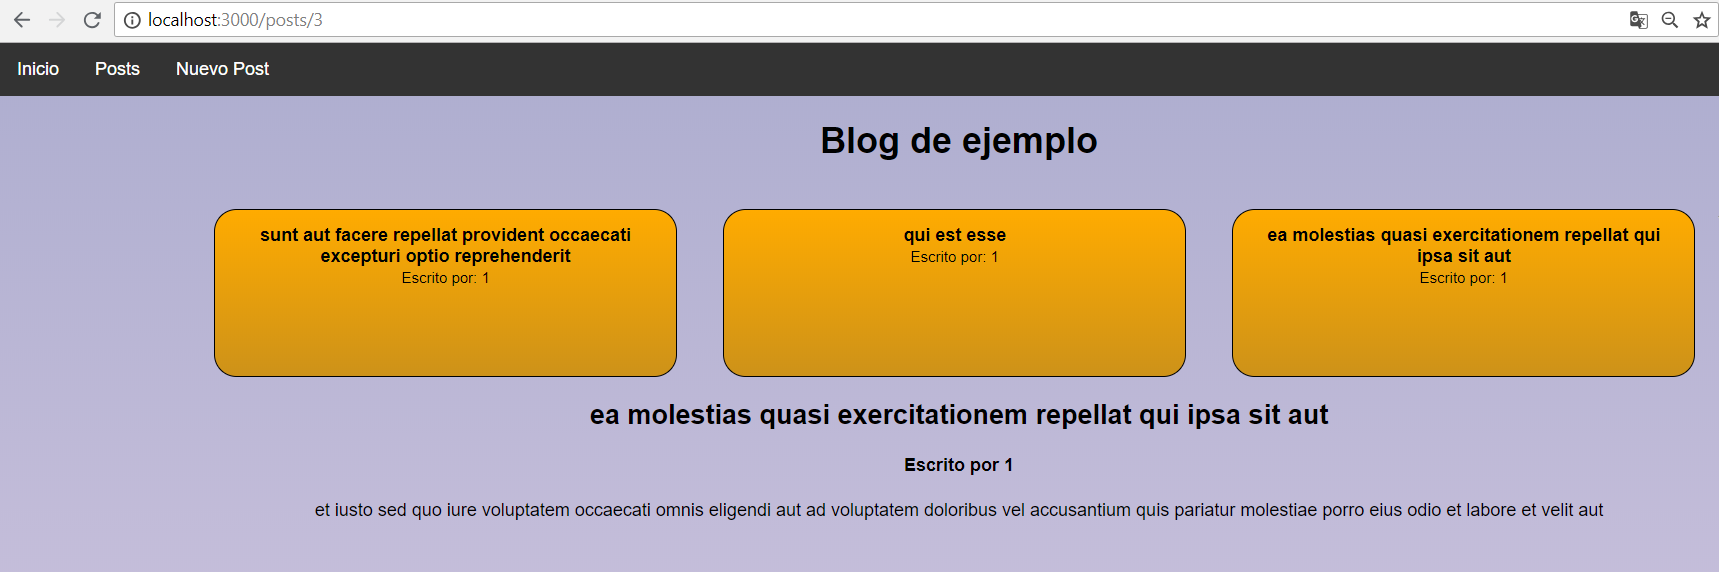 localhost:3000/posts/3
Inicio Posts Nuevo Post
Blog de ejemplo
sunt aut facere repellat provident occaecati
excepturi optio reprehenderit
Escrito por: 1
qui est esse
Escrito por: 1
ea molestias quasi exercitationem repellat qui
ipsa sit aut
Escrito por: 1
ea molestias quasi exercitationem repellat qui ipsa sit aut
Escrito por 1
et iusto sed quo iure voluptatem occaecati omnis eligendi aut ad voluptatem doloribus vel accusantium quis pariatur molestiae porro eius odio et labore et velit aut